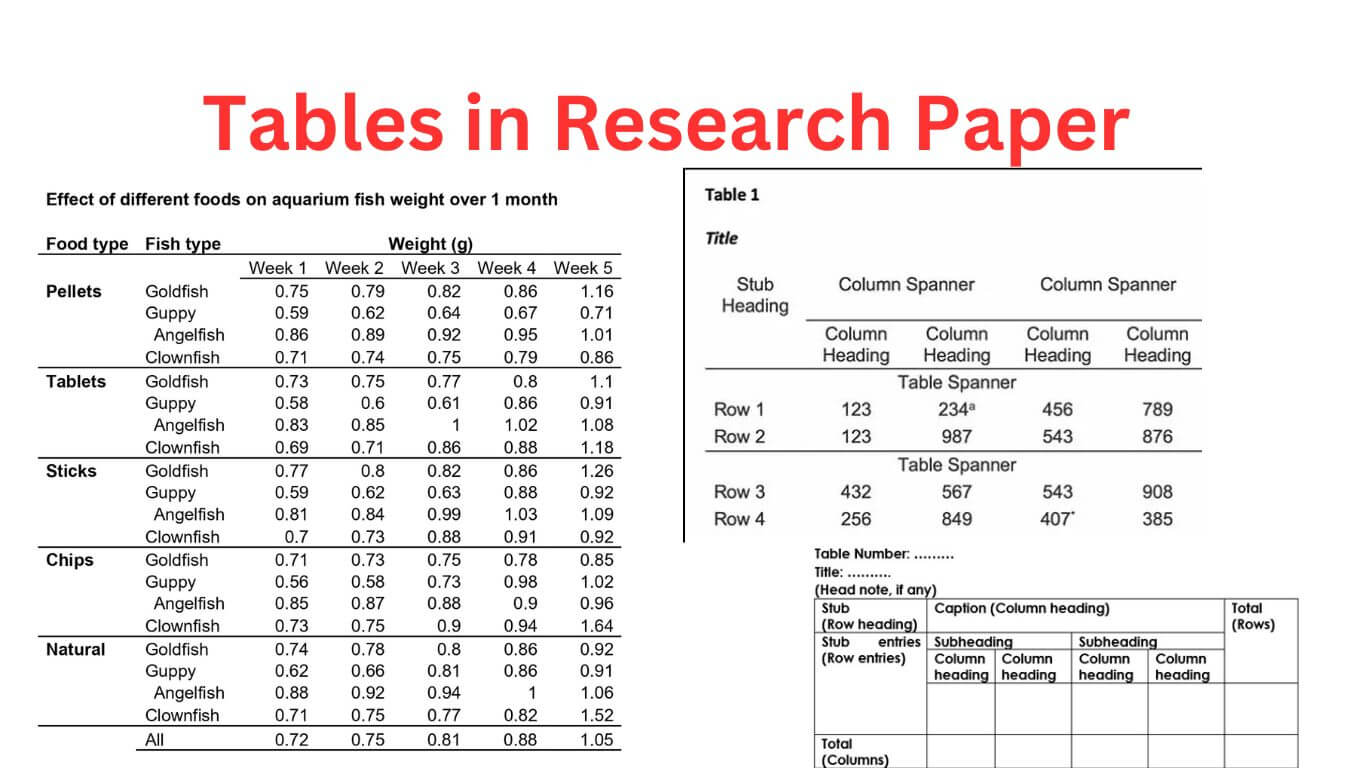 Tables in Research Paper
Effect of different foods on aquarium fish weight over 1 month
Food type Fish type Weight (g)
Week 1 Week 2 Week 3 Week 4 Week 5
Pellets Goldfish 0.75 0.79 0.82 0.86 1.16
Guppy 0.59 0.62 0.64 0.67 0.71
Angelfish 0.86 0.89 0.92 0.95 1.01
Clownfish 0.71 0.74 0.75 0.79 0.86
Tablets Goldfish 0.73 0.75 0.77 0.8 1.1
Guppy 0.58 0.6 0.61 0.86 0.91
Angelfish 0.83 0.85 1 1.02 1.08
Clownfish 0.69 0.71 0.86 0.88 1.18
Sticks Goldfish 0.77 0.8 0.82 0.86 1.26
Guppy 0.59 0.62 0.63 0.88 0.92
Angelfish 0.81 0.84 0.99 1.03 1.09
Clownfish 0.7 0.73 0.88 0.91 0.92
Chips Goldfish 0.71 0.73 0.75 0.78 0.85
Guppy 0.56 0.58 0.73 0.98 1.02
Angelfish 0.85 0.87 0.88 0.9 0.96
Clownfish 0.73 0.75 0.9 0.94 1.64
Natural Goldfish 0.74 0.78 0.8 0.86 0.92
Guppy 0.62 0.66 0.81 0.86 0.91
Angelfish 0.88 0.92 0.94 1 1.06
Clownfish 0.71 0.75 0.77 0.82 1.52
All 0.72 0.75 0.81 0.88 1.05
Table 1
Title
Stub Column Spanner Column Spanner
Heading
Column Column Column Column
Heading Heading Heading Heading
Table Spanner
Row 1 123 234ª 456 789
Row 2 123 987 543 876
Table Spanner
Row 3 432 567 543 908
Row 4 256 849 407* 385
Table Number: .........
Title: ..........
(Head note, if any)
Stub Caption (Column heading) Total
(Row heading) (Rows)
Stub entries Subheading Subheading
(Row entries) Column Column Column Column
heading heading heading heading
Total
(Columns)